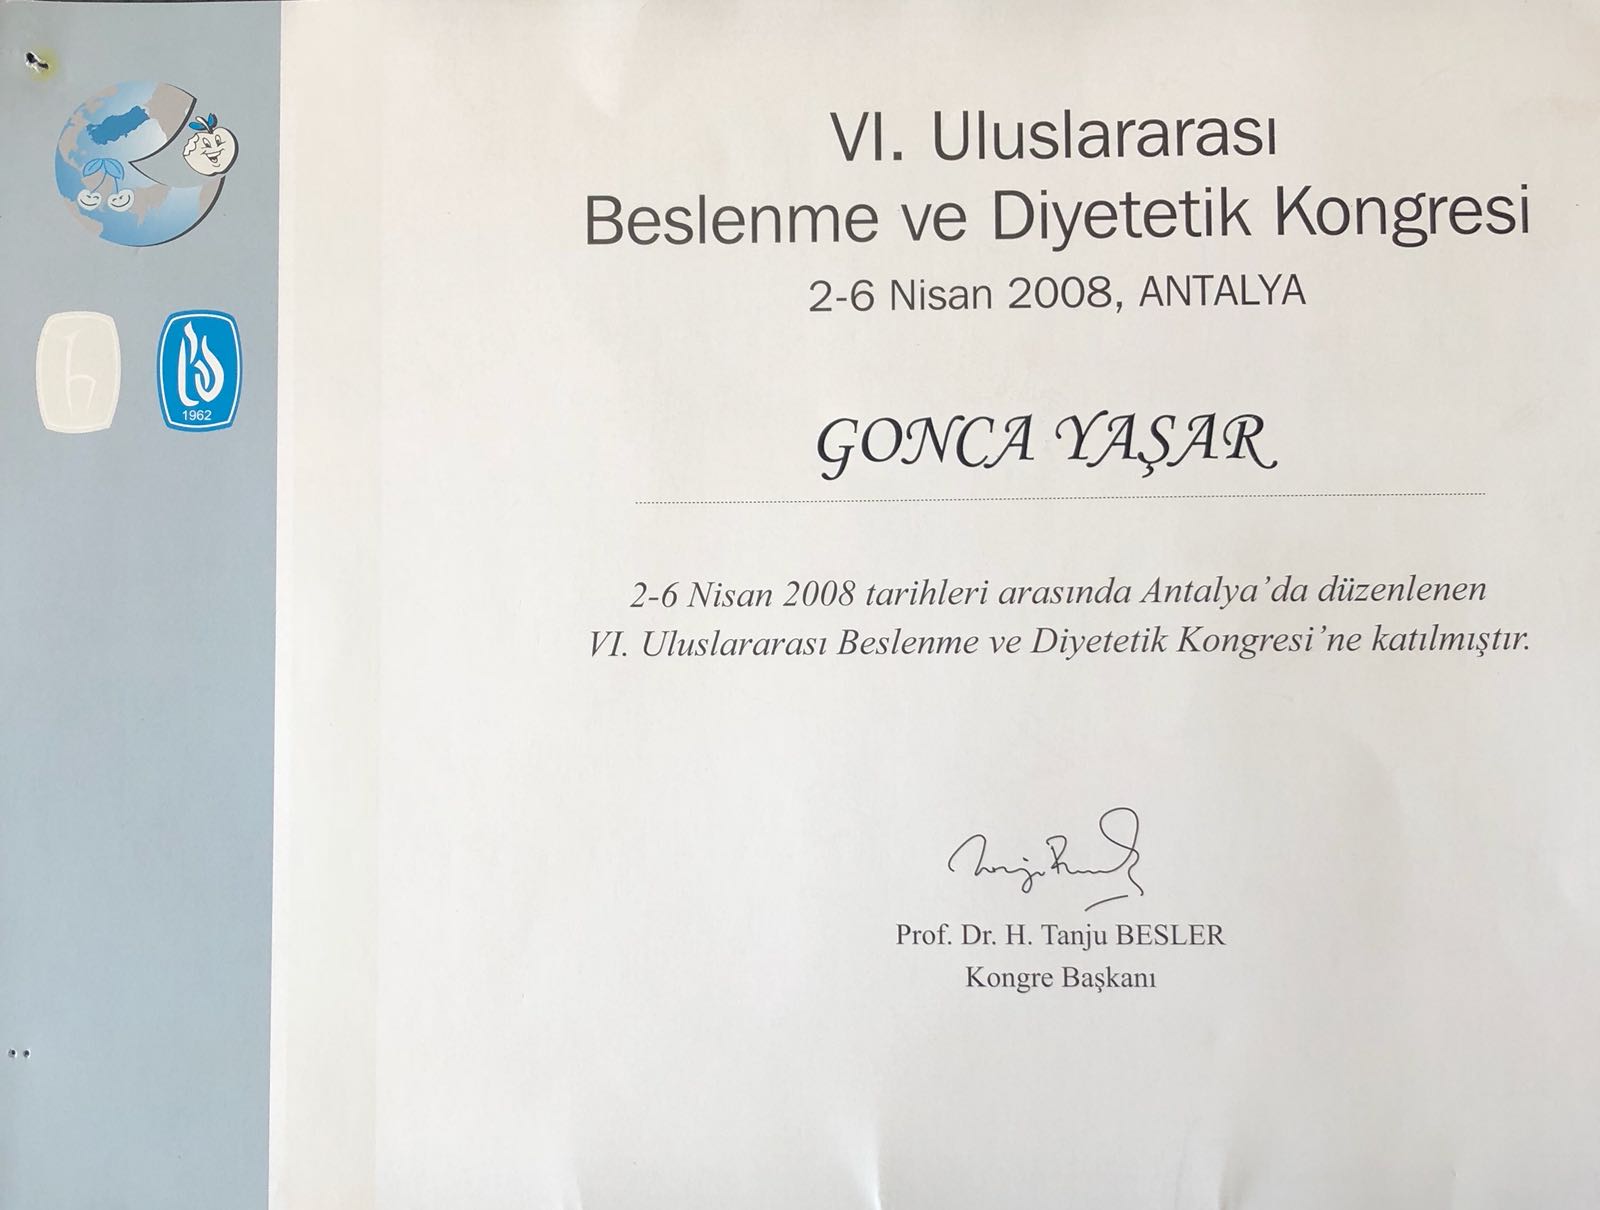 VI. Uluslararası
Beslenme ve Diyetetik Kongresi
2-6 Nisan 2008, ANTALYA
1962
GONCA YAŞAR
2-6 Nisan 2008 tarihleri arasında Antalya'da düzenlenen
VI. Uluslararası Beslenme ve Diyetetik Kongresi'ne katılmıştır.
Prof. Dr. H. Tanju BESLER
Kongre Başkanı